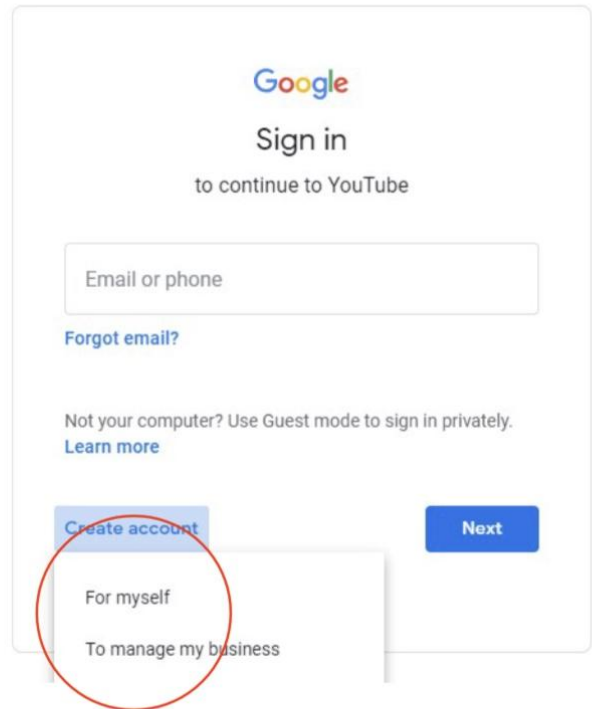 Google
Sign in
to continue to YouTube
Email or phone
Forgot email?
Not your computer? Use Guest mode to sign in privately.
Learn more
Create account
Next
For myself
To manage my business